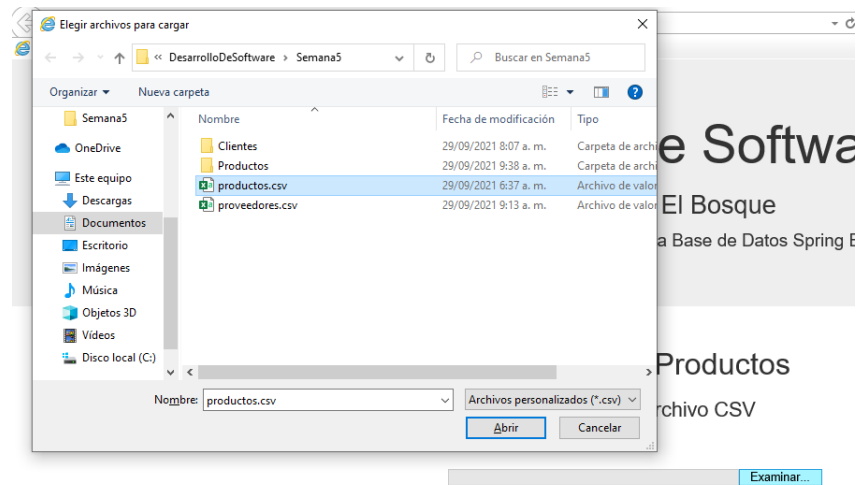 Elegir archivos para cargar
« DesarrolloDeSoftware > Semana5
Buscar en Semana5
Organizar Nueva carpeta
Semana5
OneDrive
Este equipo
Descargas
Documentos
Escritorio
Imágenes
Música
Objetos 3D
Vídeos
Disco local (C:)
Nombre Fecha de modificación Tipo
Clientes 29/09/2021 8:07 a. m. Carpeta de archi
Productos 29/09/2021 9:38 a. m. Carpeta de archi
productos.csv 29/09/2021 6:37 a. m. Archivo de valor
proveedores.csv 29/09/2021 9:13 a. m. Archivo de valor
Nombre: productos.csv Archivos personalizados (*.csv)
Abrir Cancelar
e Softwa
El Bosque
a Base de Datos Spring B
Productos
rchivo CSV
Examinar...